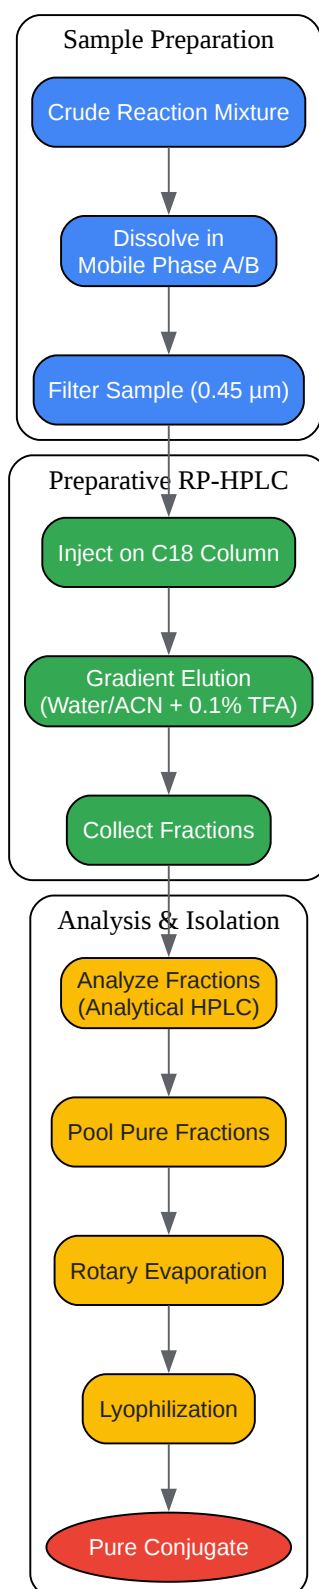 Sample Preparation
Crude Reaction Mixture
Dissolve in
Mobile Phase A/B
Filter Sample (0.45 µm)
Preparative RP-HPLC
Inject on C18 Column
Gradient Elution
(Water/ACN + 0.1% TFA)
Collect Fractions
Analysis & Isolation
Analyze Fractions
(Analytical HPLC)
Pool Pure Fractions
Rotary Evaporation
Lyophilization
Pure Conjugate